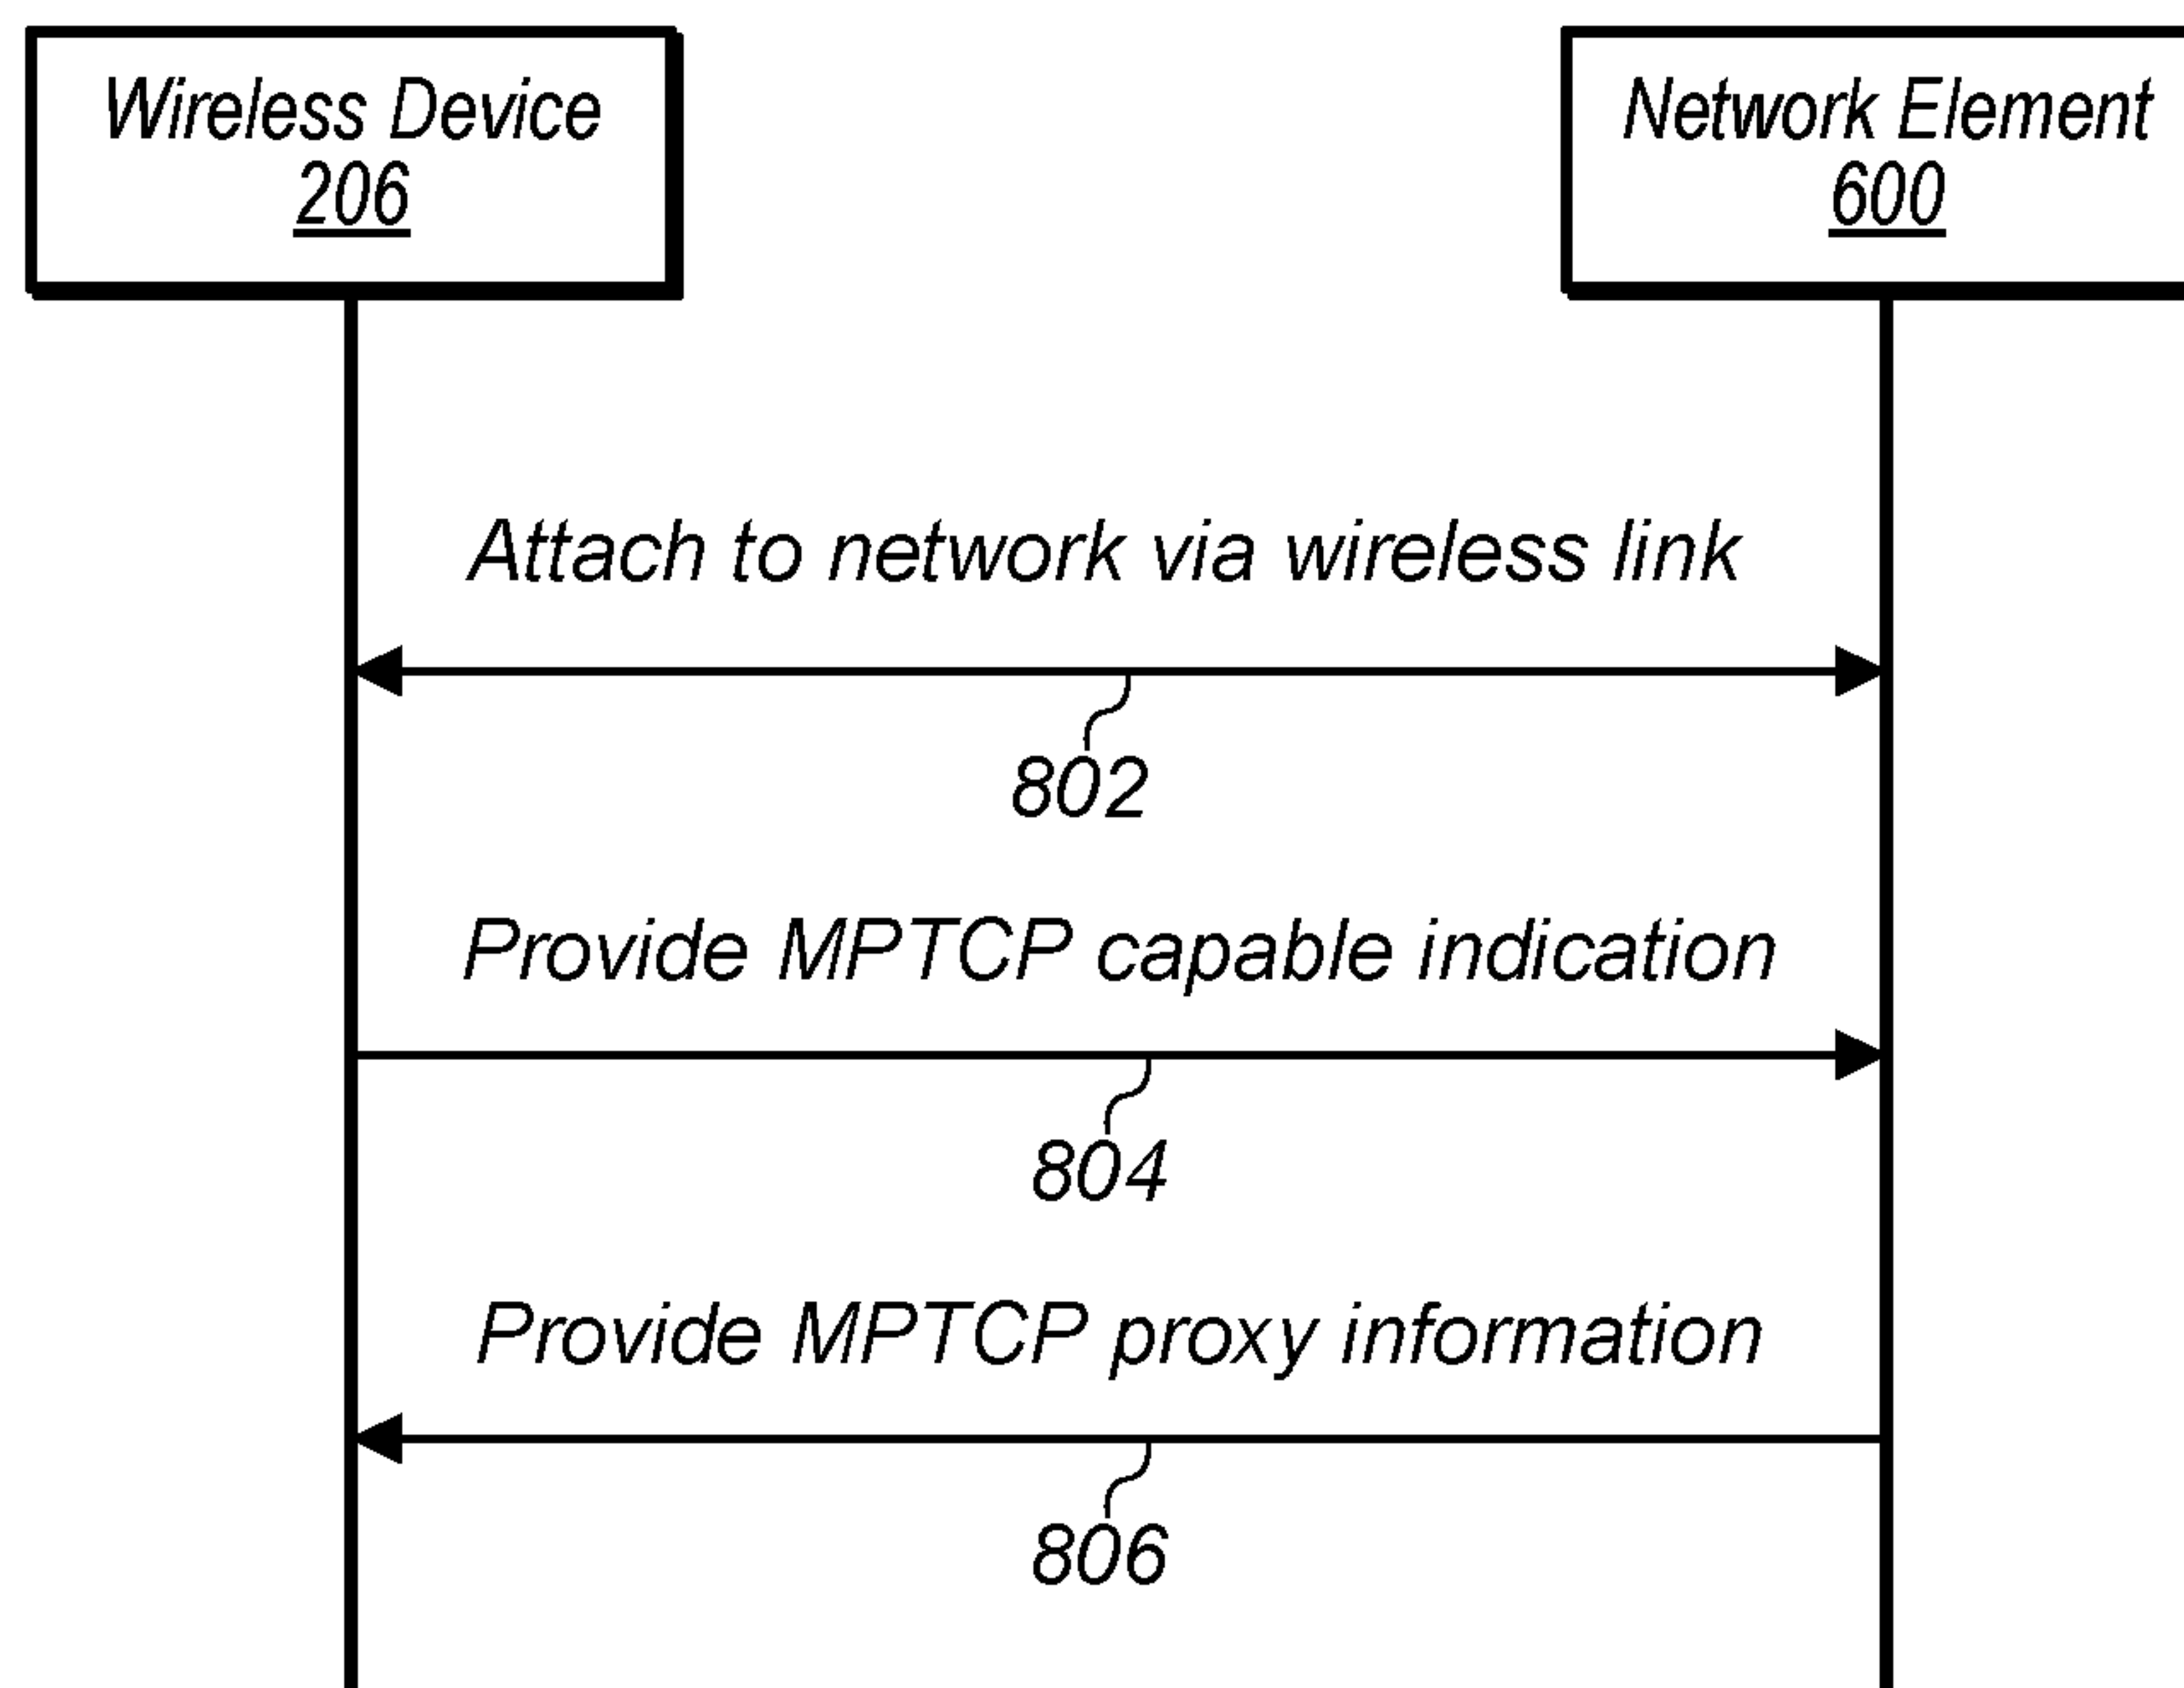 Wireless Device
206
Network Element
600
Attach to network via wireless link
802
Provide MPTCP capable indication
804
Provide MPTCP proxy information
806